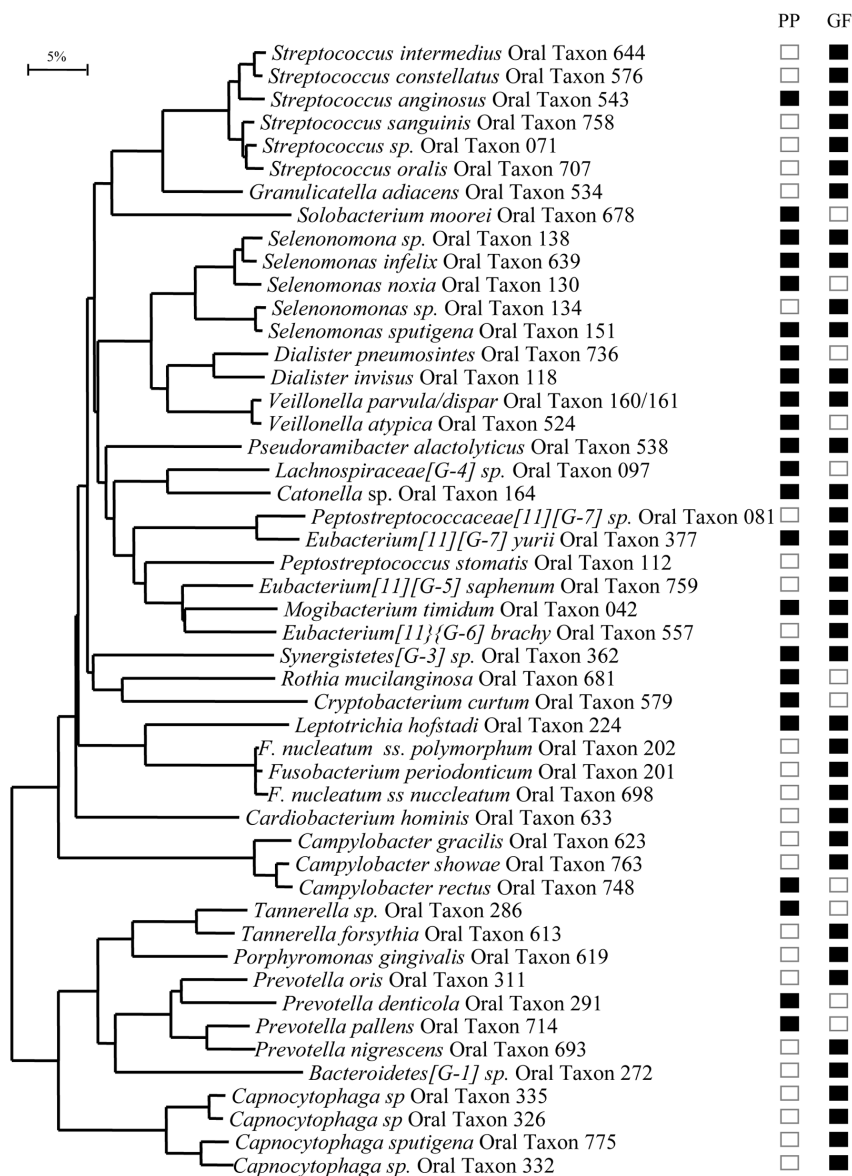 PP GF
5%
Streptococcus intermedius Oral Taxon 644
Streptococcus constellatus Oral Taxon 576
Streptococcus anginosus Oral Taxon 543
Streptococcus sanguinis Oral Taxon 758
Streptococcus sp. Oral Taxon 071
Streptococcus oralis Oral Taxon 707
Granulicatella adiacens Oral Taxon 534
Solobacterium moorei Oral Taxon 678
Selenonomona sp. Oral Taxon 138
Selenomonas infelix Oral Taxon 639
Selenomonas noxia Oral Taxon 130
Selenonomonas sp. Oral Taxon 134
Selenomonas sputigena Oral Taxon 151
Dialister pneumosintes Oral Taxon 736
Dialister invisus Oral Taxon 118
Veillonella parvula/dispar Oral Taxon 160/161
Veillonella atypica Oral Taxon 524
Pseudoramibacter alactolyticus Oral Taxon 538
Lachnospiraceae[G-4] sp. Oral Taxon 097
Catonella sp. Oral Taxon 164
Peptostreptococcaceae[11][G-7] sp. Oral Taxon 081
Eubacterium[11][G-7] yurii Oral Taxon 377
Peptostreptococcus stomatis Oral Taxon 112
Eubacterium[11][G-5] saphenum Oral Taxon 759
Mogibacterium timidum Oral Taxon 042
Eubacterium[11}{G-6] brachy Oral Taxon 557
Synergistetes[G-3] sp. Oral Taxon 362
Rothia mucilanginosa Oral Taxon 681
Cryptobacterium curtum Oral Taxon 579
Leptotrichia hofstadi Oral Taxon 224
F. nucleatum ss. polymorphum Oral Taxon 202
Fusobacterium periodonticum Oral Taxon 201
F. nucleatum ss nuccleatum Oral Taxon 698
Cardiobacterium hominis Oral Taxon 633
Campylobacter gracilis Oral Taxon 623
Campylobacter showae Oral Taxon 763
Campylobacter rectus Oral Taxon 748
Tannerella sp. Oral Taxon 286
Tannerella forsythia Oral Taxon 613
Porphyromonas gingivalis Oral Taxon 619
Prevotella oris Oral Taxon 311
Prevotella denticola Oral Taxon 291
Prevotella pallens Oral Taxon 714
Prevotella nigrescens Oral Taxon 693
Bacteroidetes[G-1] sp. Oral Taxon 272
Capnocytophaga sp Oral Taxon 335
Capnocytophaga sp Oral Taxon 326
Capnocytophaga sputigena Oral Taxon 775
Capnocytophaga sp. Oral Taxon 332